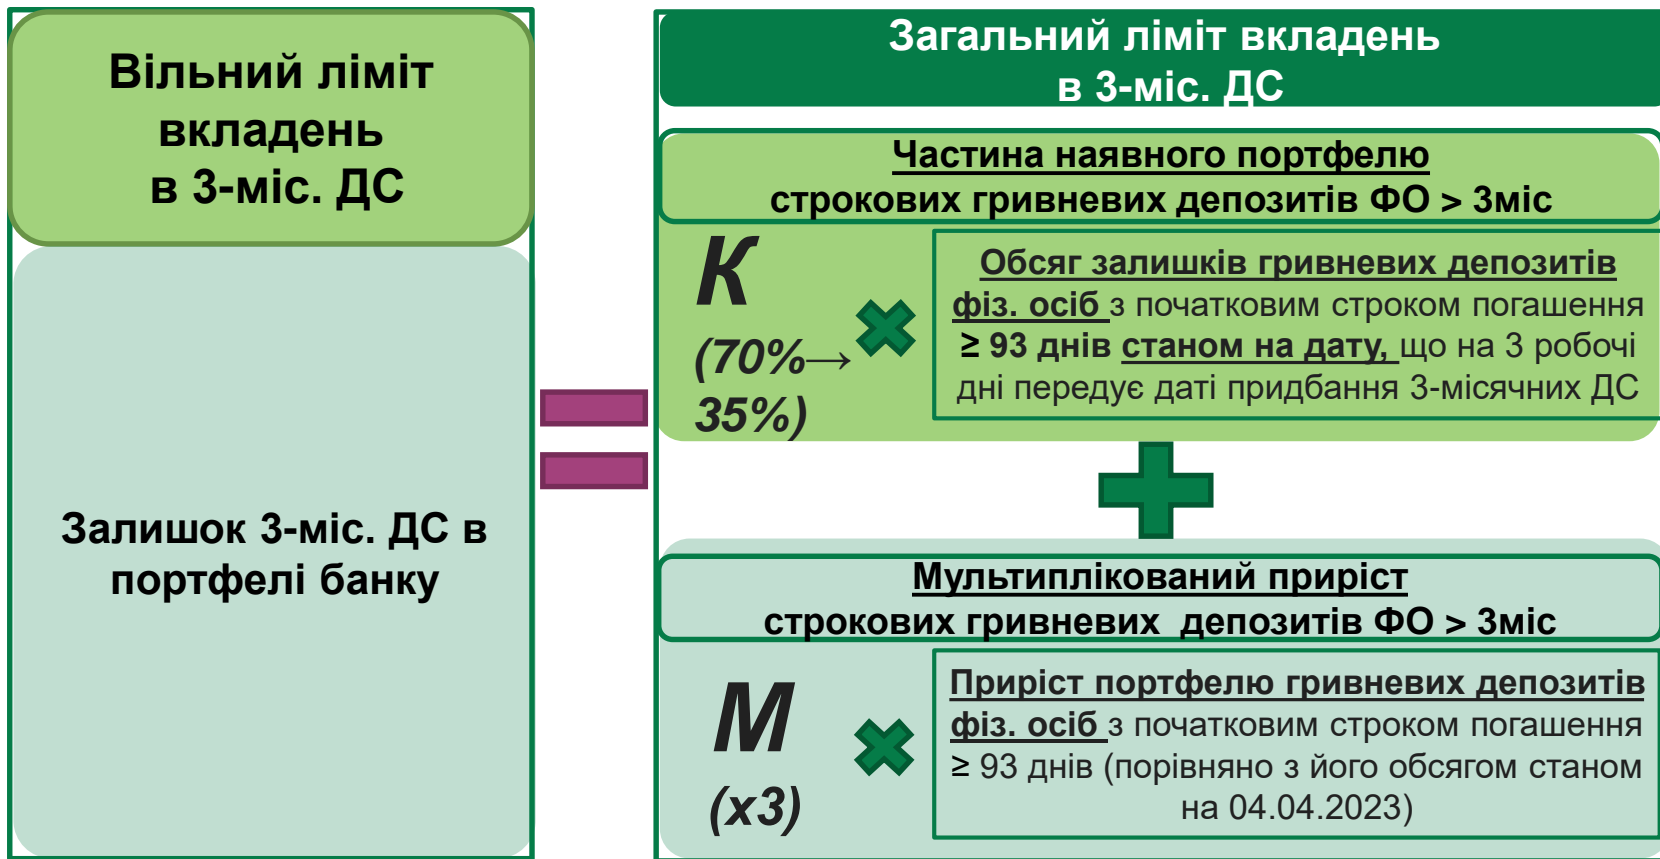 Вільний ліміт
вкладень
в 3-міс. ДС
Залишок 3-міс. ДС в
портфелі банку
Загальний ліміт вкладень
в 3-міс. ДС
Частина наявного портфелю
строкових гривневих депозитів ФО > 3міс
К
(70%→
35%)
Обсяг залишків гривневих депозитів
фіз. осіб з початковим строком погашення
≥ 93 днів станом на дату, що на 3 робочі
дні передує даті придбання 3-місячних ДС
Мультиплікований приріст
строкових гривневих  депозитів ФО > 3міс
М
(х3)
Приріст портфелю гривневих депозитів
фіз. осіб з початковим строком погашення
≥ 93 днів (порівняно з його обсягом станом
на 04.04.2023)